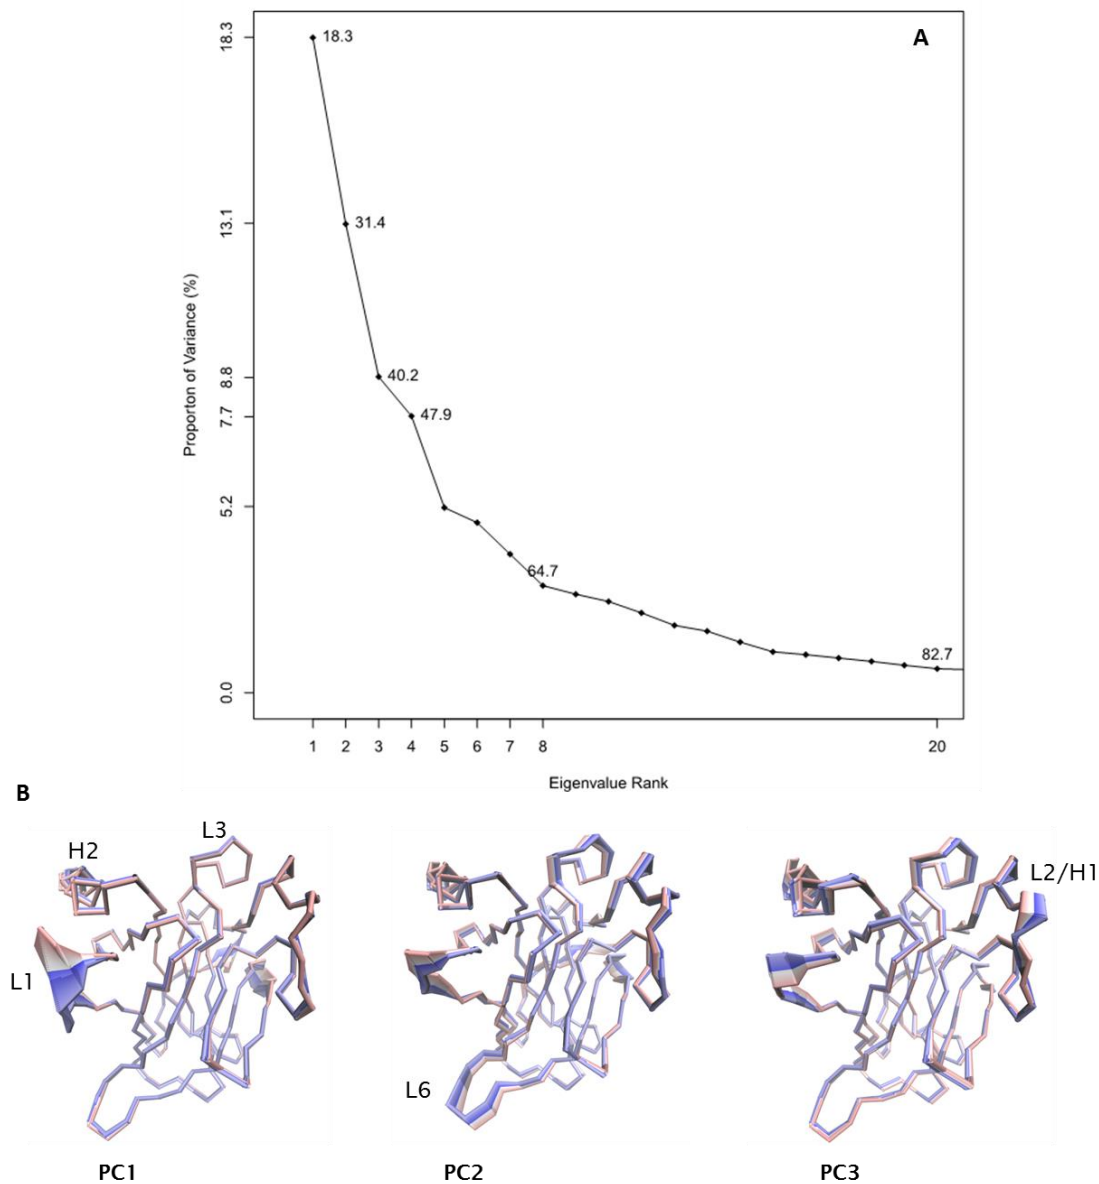 A
18.3
18.3
13.1
31.4
Proporton of Variance (%)
8.8
40.2
7.7
47.9
5.2
64.7
82.7
0.0
1 2 3 4 5 6 7 8 20
Eigenvalue Rank
B
L3
H2
L2/H1
L1
L6
PC1 PC2 PC3